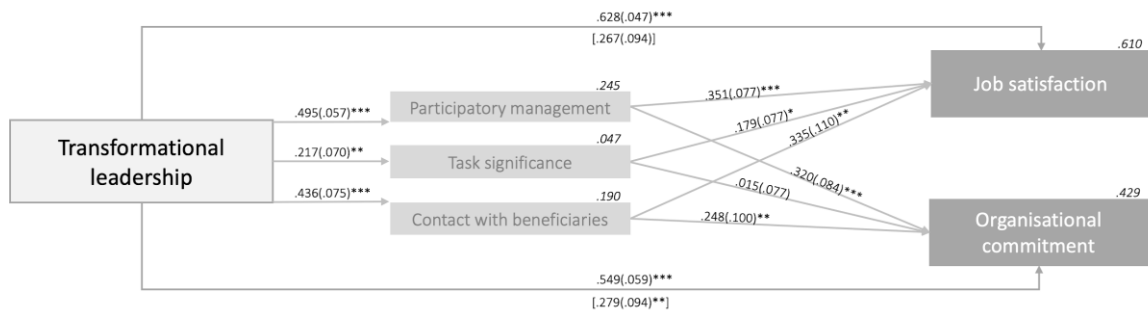 .628(.047)***
[.267(.094)]
.610
Job satisfaction
.245
Participatory management
.351(.077)***
.495(.057)***
.179(.077)*
.335(.110)**
Transformational
leadership
.217(.070)**
.047
Task significance
.436(.075)***
.190
Contact with beneficiaries
.015(.077)
.320(.084)***
.248(.100)**
.429
Organisational
commitment
.549(.059)***
[.279(.094)**]